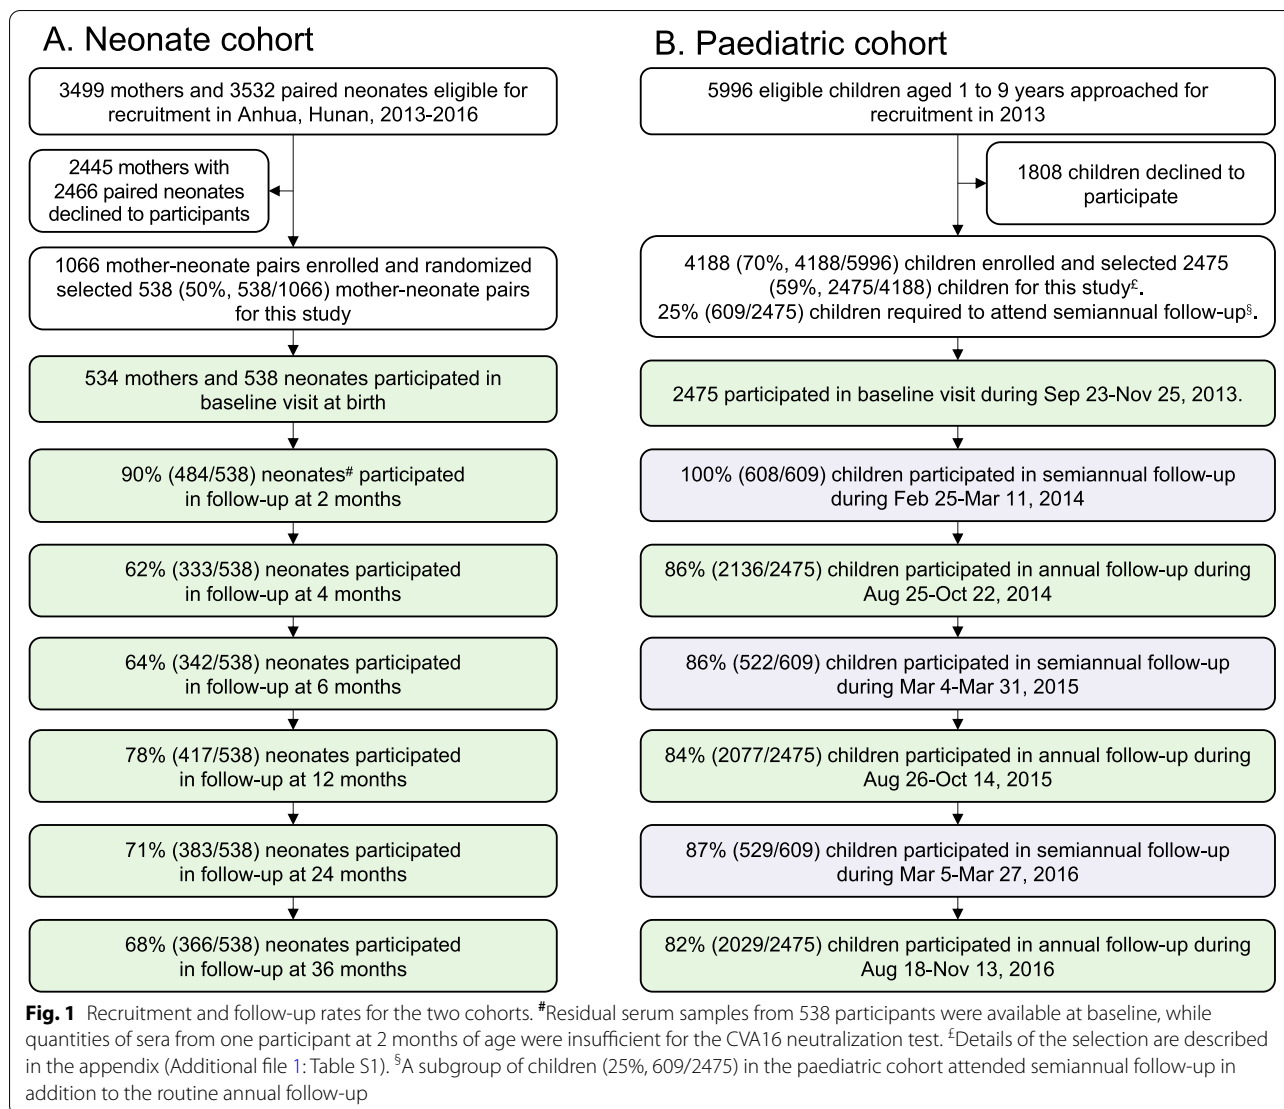 A. Neonate cohort
3499 mothers and 3532 paired neonates eligible for
recruitment in Anhua, Hunan, 2013-2016
2445 mothers with
2466 paired neonates
declined to participants
1066 mother-neonate pairs enrolled and randomized
selected 538 (50%, 538/1066) mother-neonate pairs
for this study
534 mothers and 538 neonates participated in
baseline visit at birth
90% (484/538) neonates# participated
in follow-up at 2 months
62% (333/538) neonates participated
in follow-up at 4 months
64% (342/538) neonates participated
in follow-up at 6 months
78% (417/538) neonates participated
in follow-up at 12 months
71% (383/538) neonates participated
in follow-up at 24 months
68% (366/538) neonates participated
in follow-up at 36 months
B. Paediatric cohort
5996 eligible children aged 1 to 9 years approached for
recruitment in 2013
1808 children declined to
participate
4188 (70%, 4188/5996) children enrolled and selected 2475
(59%, 2475/4188) children for this study£.
25% (609/2475) children required to attend semiannual follow-up§.
2475 participated in baseline visit during Sep 23-Nov 25, 2013.
100% (608/609) children participated in semiannual follow-up
during Feb 25-Mar 11, 2014
86% (2136/2475) children participated in annual follow-up during
Aug 25-Oct 22, 2014
86% (522/609) children participated in semiannual follow-up
during Mar 4-Mar 31, 2015
84% (2077/2475) children participated in annual follow-up during
Aug 26-Oct 14, 2015
87% (529/609) children participated in semiannual follow-up
during Mar 5-Mar 27, 2016
82% (2029/2475) children participated in annual follow-up during
Aug 18-Nov 13, 2016
Fig. 1 Recruitment and follow-up rates for the two cohorts. #Residual serum samples from 538 participants were available at baseline, while
quantities of sera from one participant at 2 months of age were insufficient for the CVA16 neutralization test. £Details of the selection are described
in the appendix (Additional file 1: Table S1). §A subgroup of children (25%, 609/2475) in the paediatric cohort attended semiannual follow-up in
addition to the routine annual follow-up